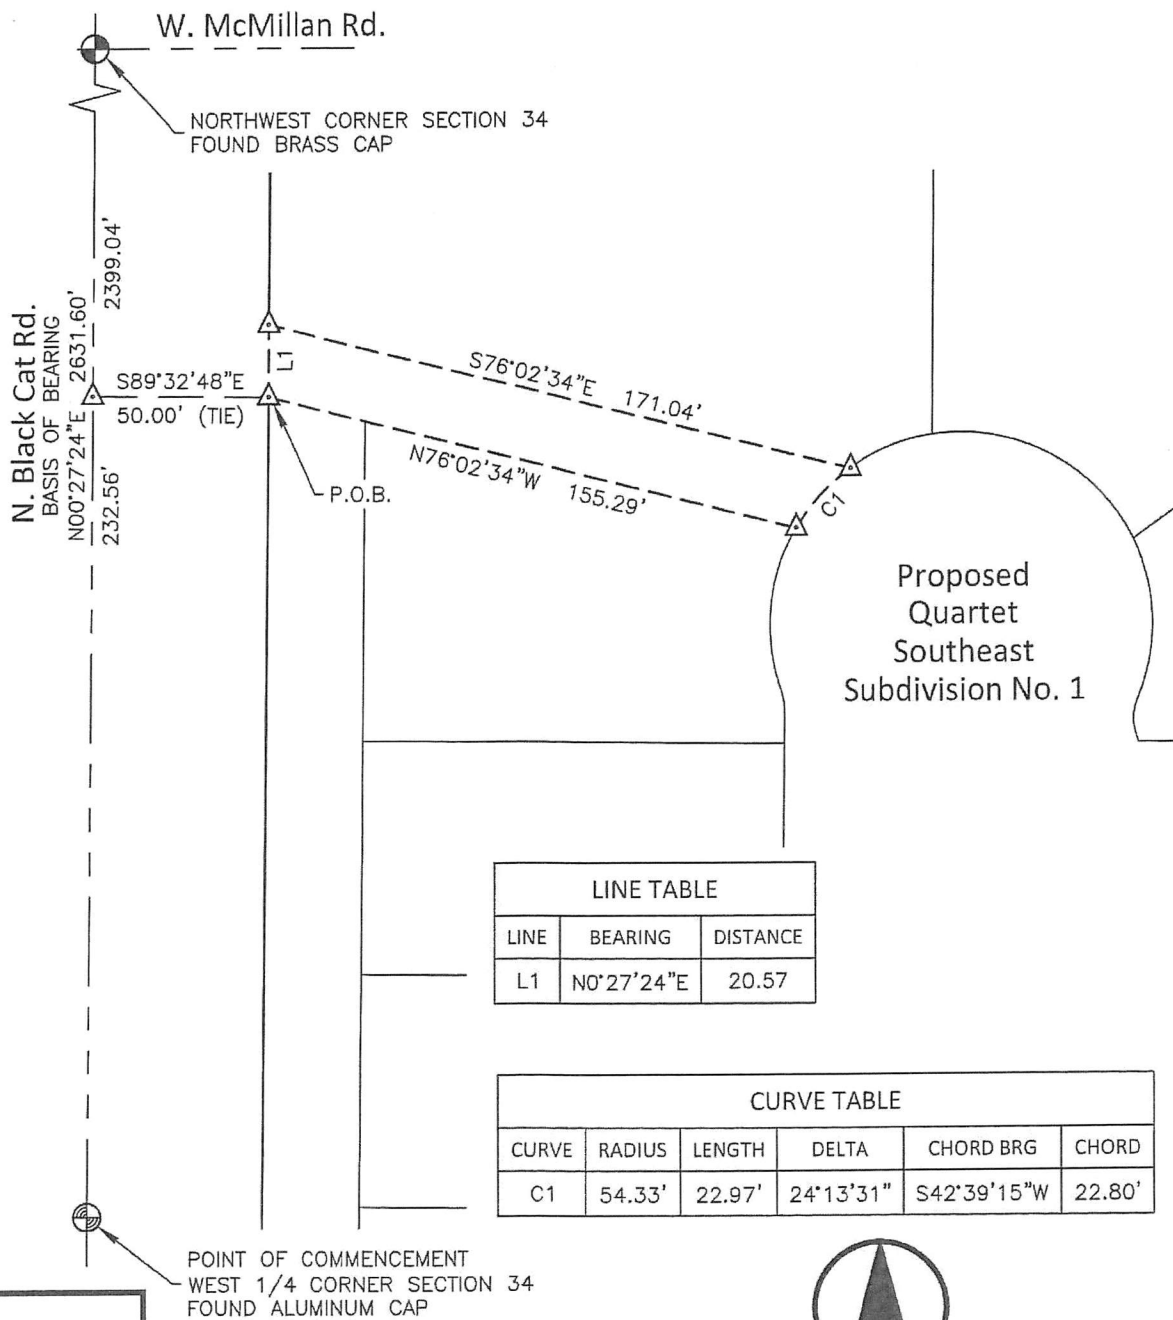 W. McMillan Rd.
NORTHWEST CORNER SECTION 34
FOUND BRASS CAP
N. Black Cat Rd.
BASIS OF BEARING
N00°27'24"E 2631.60'
2399.04'
232.56'
S89°32'48"E
50.00' (TIE)
L1
P.O.B.
S76°02'34"E 171.04'
N76°02'34"W 155.29'
C1
Proposed
Quartet
Southeast
Subdivision No. 1
LINE TABLE
LINE BEARING DISTANCE
L1 N0°27'24"E 20.57
CURVE TABLE
CURVE RADIUS LENGTH DELTA CHORD BRG CHORD
C1 54.33' 22.97' 24°13'31" S42°39'15"W 22.80'
POINT OF COMMENCEMENT
WEST 1/4 CORNER SECTION 34
FOUND ALUMINUM CAP